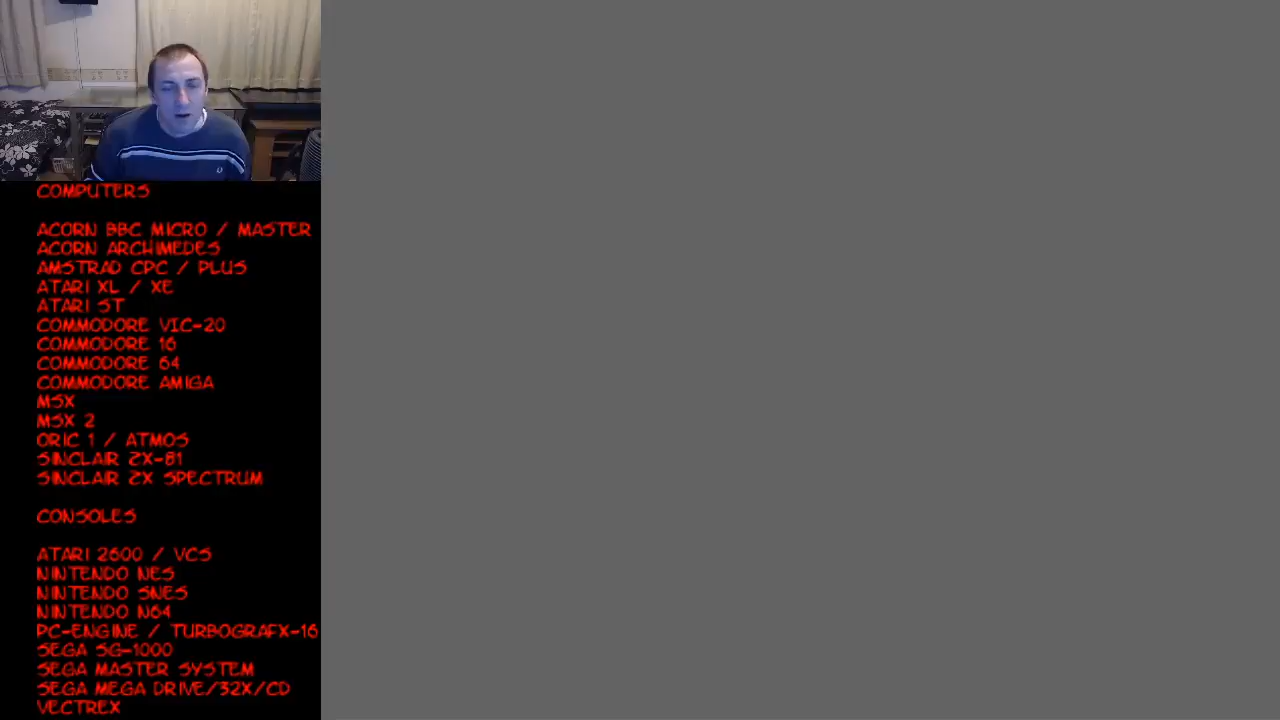 COMPUTERS
ACORN BBC MICRO / MASTER
ACORN ARCHIMEDES
AMSTRAD CPC / PLUS
ATARI XL / XE
ATARI ST
COMMODORE VIC-20
COMMODORE 16
COMMODORE 64
COMMODORE AMIGA
MSX
MSX 2
ORIC 1 / ATMOS
SINCLAIR ZX-81
SINCLAIR ZX SPECTRUM
CONSOLES
ATARI 2600 / VCS
NINTENDO NES
NINTENDO SNES
NINTENDO N64
PC-ENGINE / TURBOGRAFX-16
SEGA SG-1000
SEGA MASTER SYSTEM
SEGA MEGA DRIVE/32X/CD
VECTREX